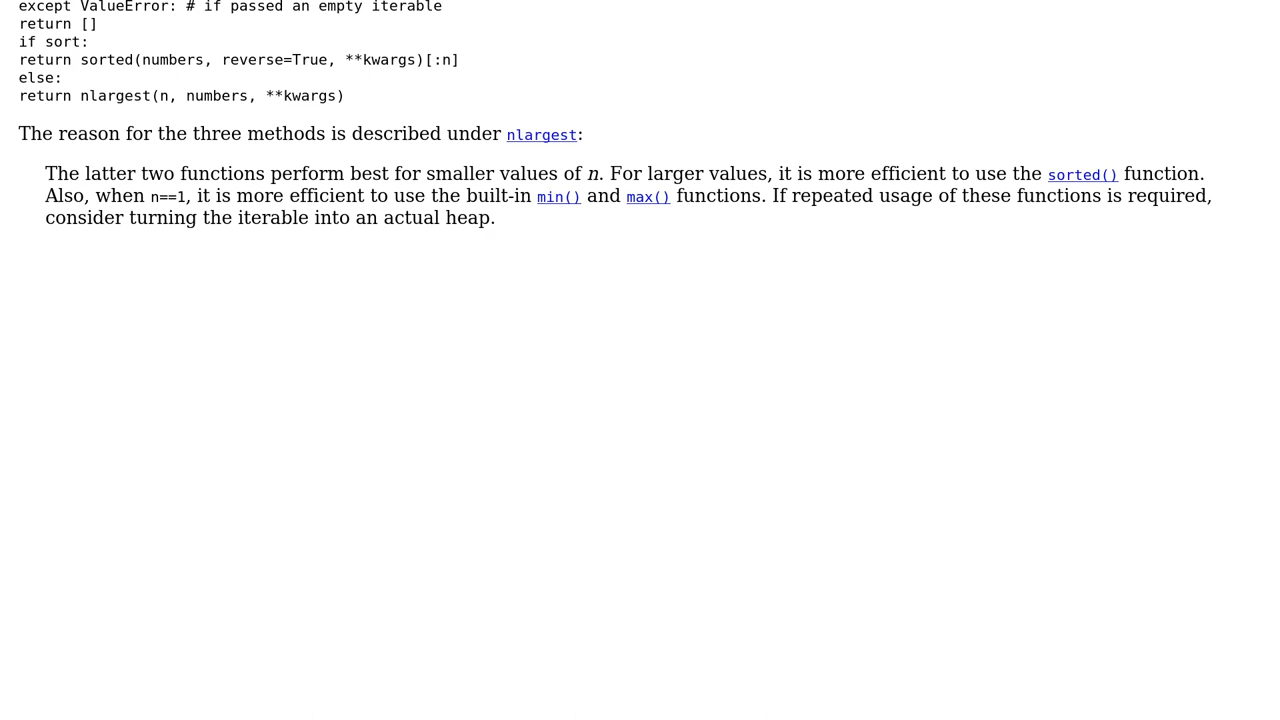 except ValueError: # if passed an empty iterable
return []
if sort:
return sorted(numbers, reverse=True, **kwargs)[:n]
else:
return nlargest(n, numbers, **kwargs)
The reason for the three methods is described under nlargest:
The latter two functions perform best for smaller values of n. For larger values, it is more efficient to use the sorted() function.
Also, when n==1, it is more efficient to use the built-in min() and max() functions. If repeated usage of these functions is required,
consider turning the iterable into an actual heap.